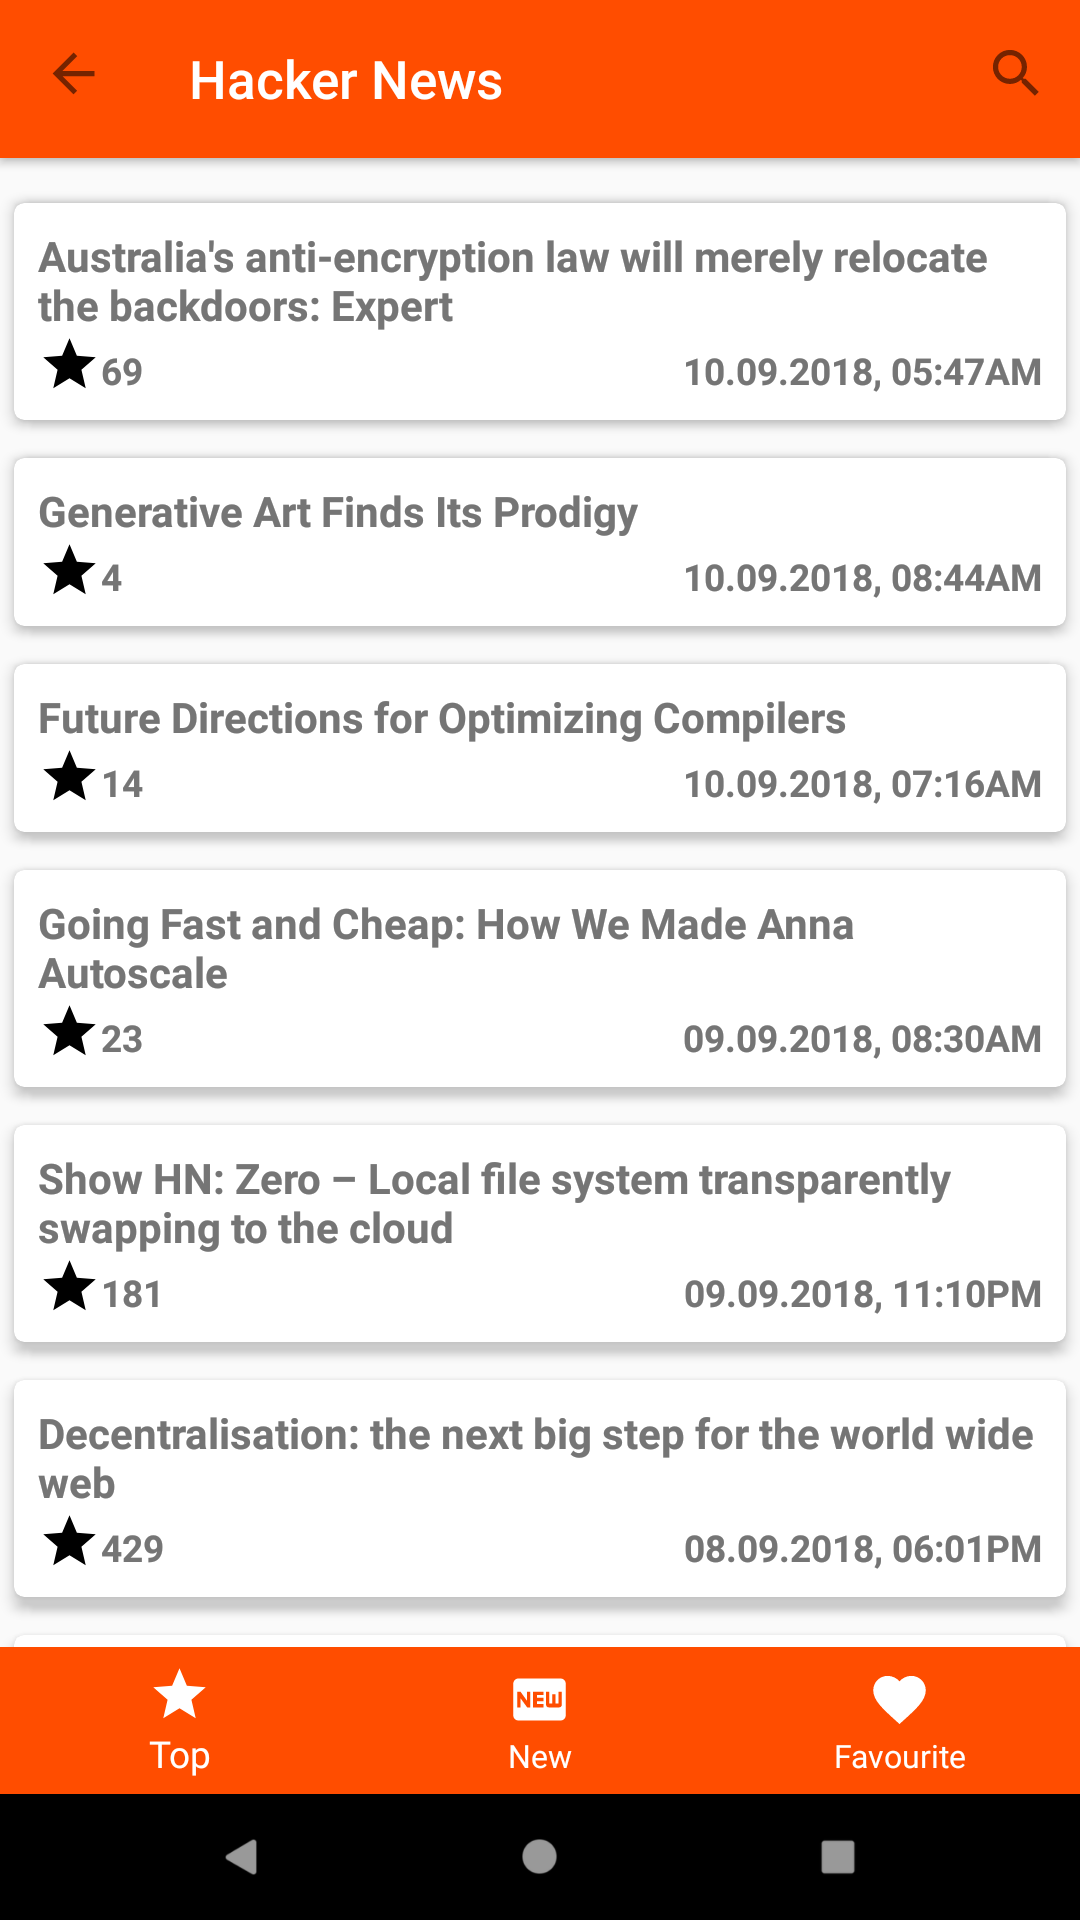 Hacker News
Australia's anti-encryption law will merely relocate
the backdoors: Expert
69 10.09.2018, 05:47AM
Generative Art Finds Its Prodigy
4 10.09.2018, 08:44AM
Future Directions for Optimizing Compilers
14 10.09.2018, 07:16AM
Going Fast and Cheap: How We Made Anna
Autoscale
23 09.09.2018, 08:30AM
Show HN: Zero – Local file system transparently
swapping to the cloud
181 09.09.2018, 11:10PM
Decentralisation: the next big step for the world wide
web
429 08.09.2018, 06:01PM
NEW
Top New Favourite